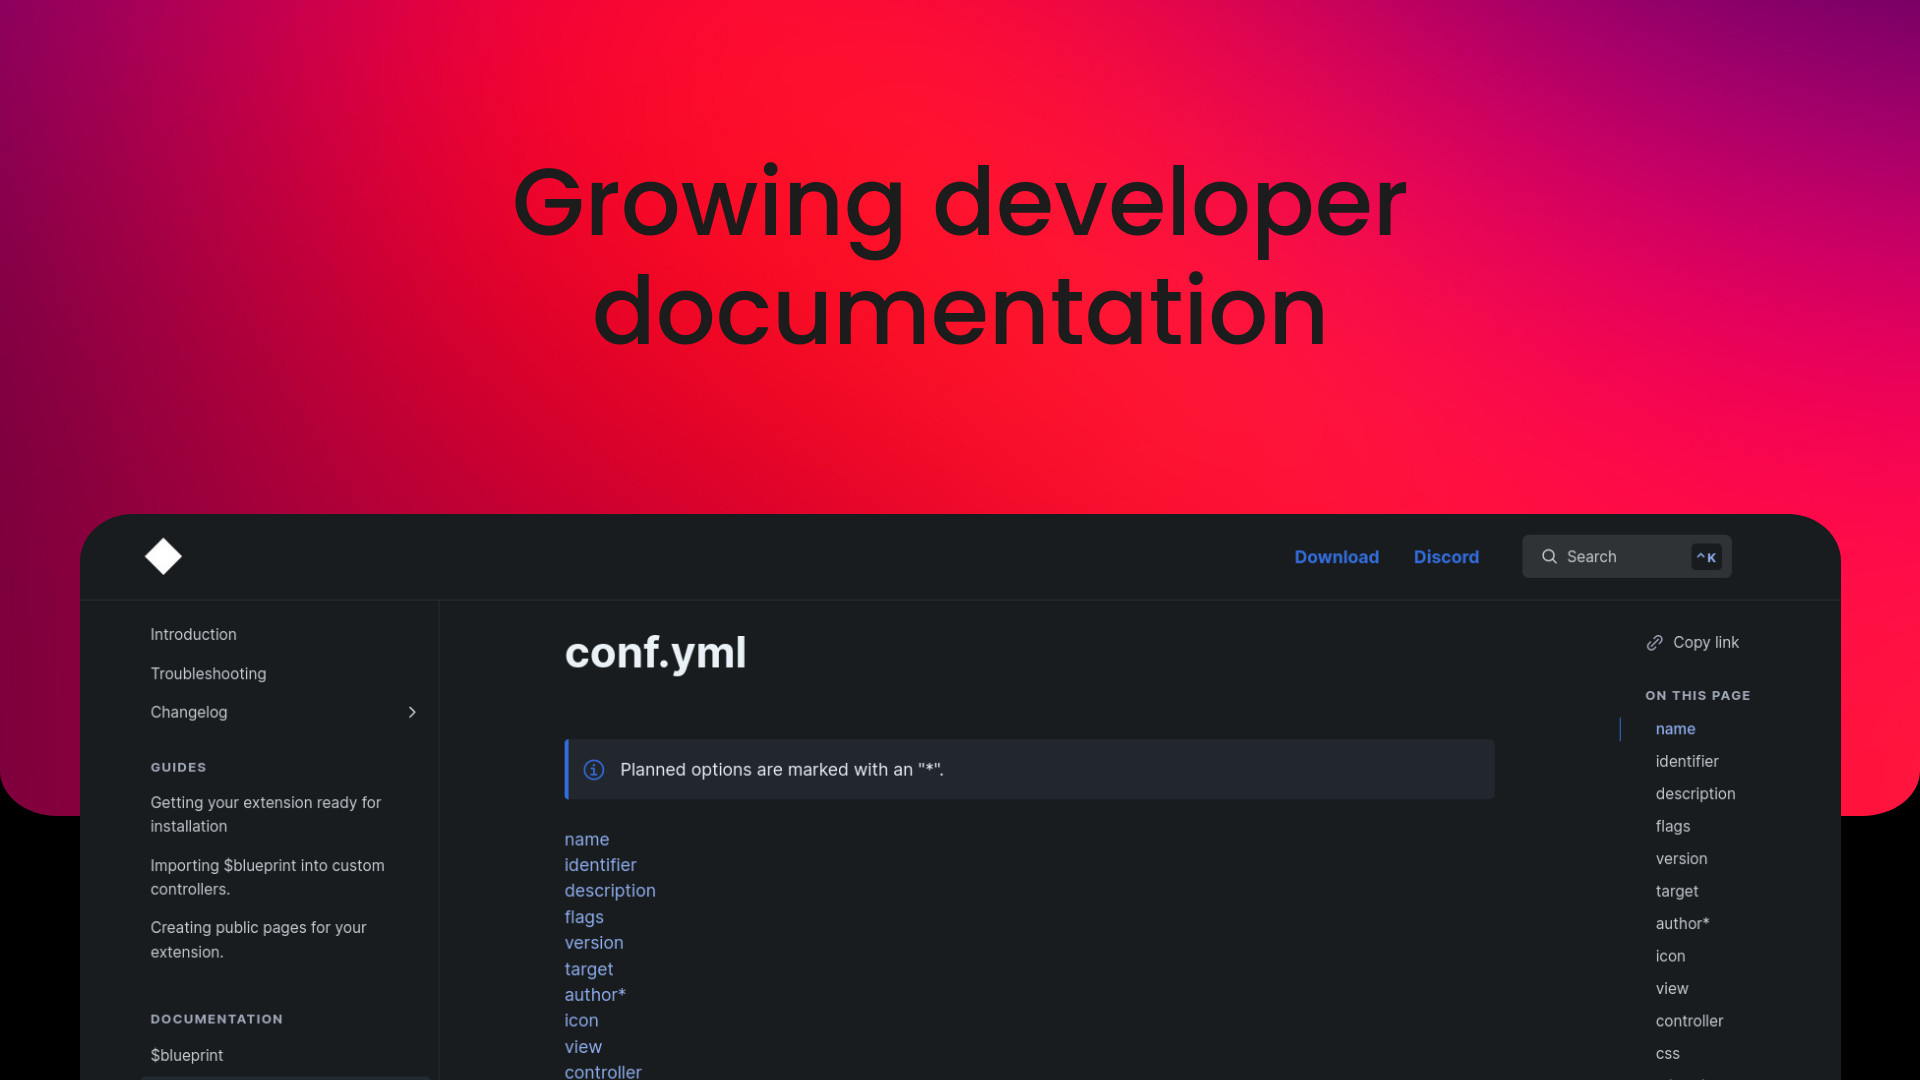 Growing developer
documentation
Download
Discord
Search
^K
Introduction
Troubleshooting
Changelog
GUIDES
Getting your extension ready for
installation
Importing $blueprint into custom
controllers.
Creating public pages for your
extension.
DOCUMENTATION
$blueprint
conf.yml
Planned options are marked with an "*".
name
identifier
description
flags
version
target
author*
icon
view
controller
Copy link
ON THIS PAGE
name
identifier
description
flags
version
target
author*
icon
view
controller
css